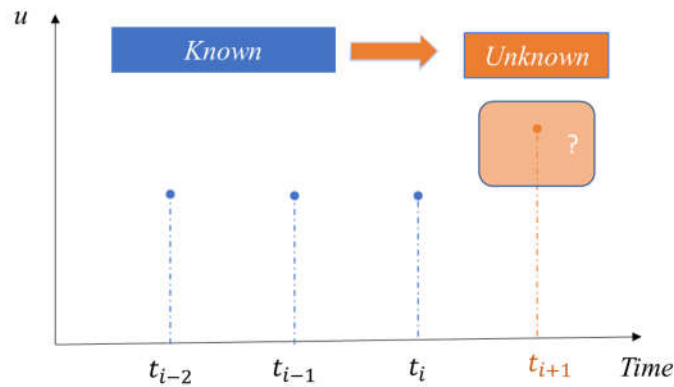 u
Known
Unknown
?
t_{i-2}
t_{i-1}
t_i
t_{i+1}
Time